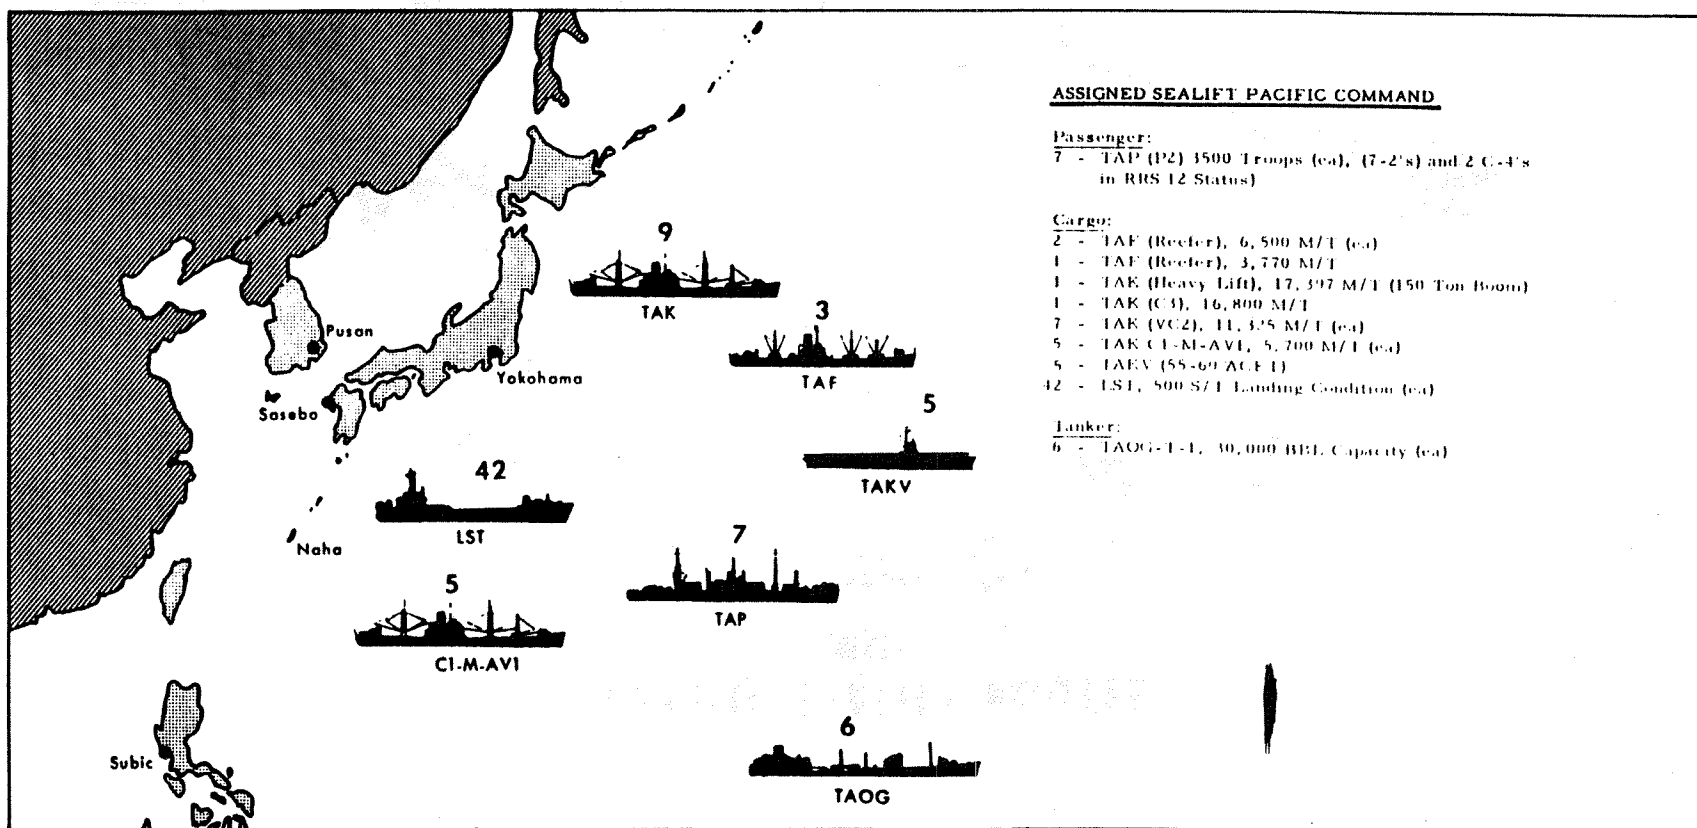 ASSIGNED SEALIFT PACIFIC COMMAND
Passenger:
7 - TAP (P2) 3500 Troops (ea), (7-2's) and 2 C-4's
in RRS 12 Status)
Cargo:
2 - TAF (Reefer), 6,500 M/T (ea)
1 - TAF (Reefer), 3,770 M/T
1 - TAK (Heavy Lift), 17,397 M/T (150 Ton Boom)
1 - TAK (C3), 16,800 M/T
7 - TAK (VC2), 11,325 M/T (ea)
5 - TAK C1-M-AV1, 5,700 M/T (ea)
5 - TAKV (55-69 ACFT)
42 - LST, 500 S/T Landing Condition (ea)
Tanker:
6 - TAOG-T-1, 30,000 BBL Capacity (ea)
9
TAK
3
TAF
5
TAKV
42
LST
7
TAP
5
C1-M-AV1
6
TAOG
Pusan
Yokohama
Sasebo
Naha
Subic